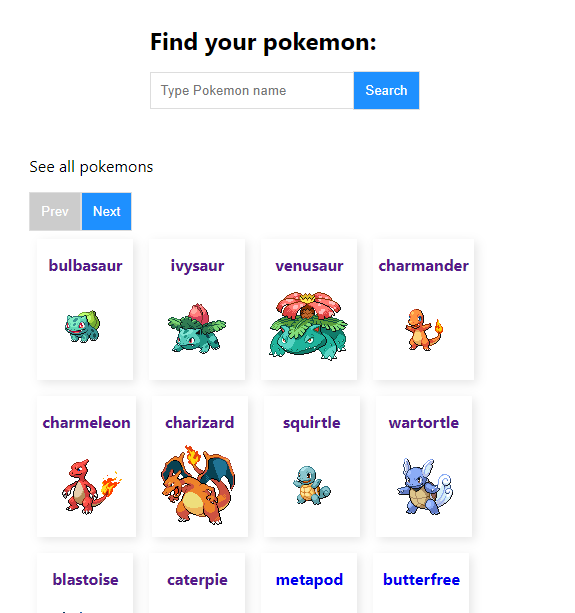 Find your pokemon:
Type Pokemon name Search
See all pokemons
Prev Next
bulbasaur ivysaur venusaur charmander
charmeleon charizard squirtle wartortle
blastoise caterpie metapod butterfree